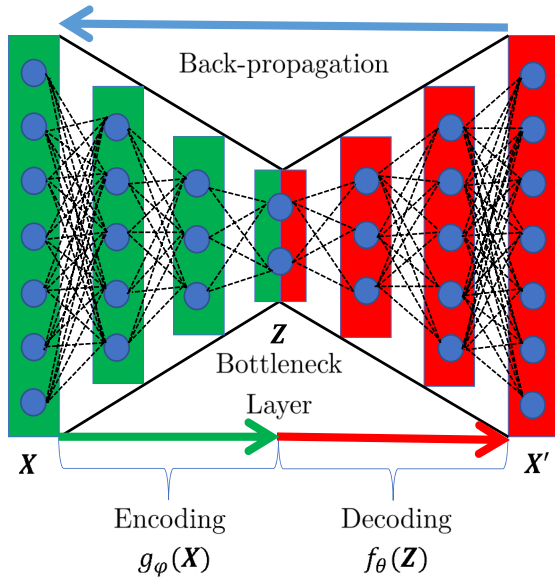 Back-propagation
Z
Bottleneck
Layer
X
X′
Encoding
Decoding
gφ(X)
fθ(Z)